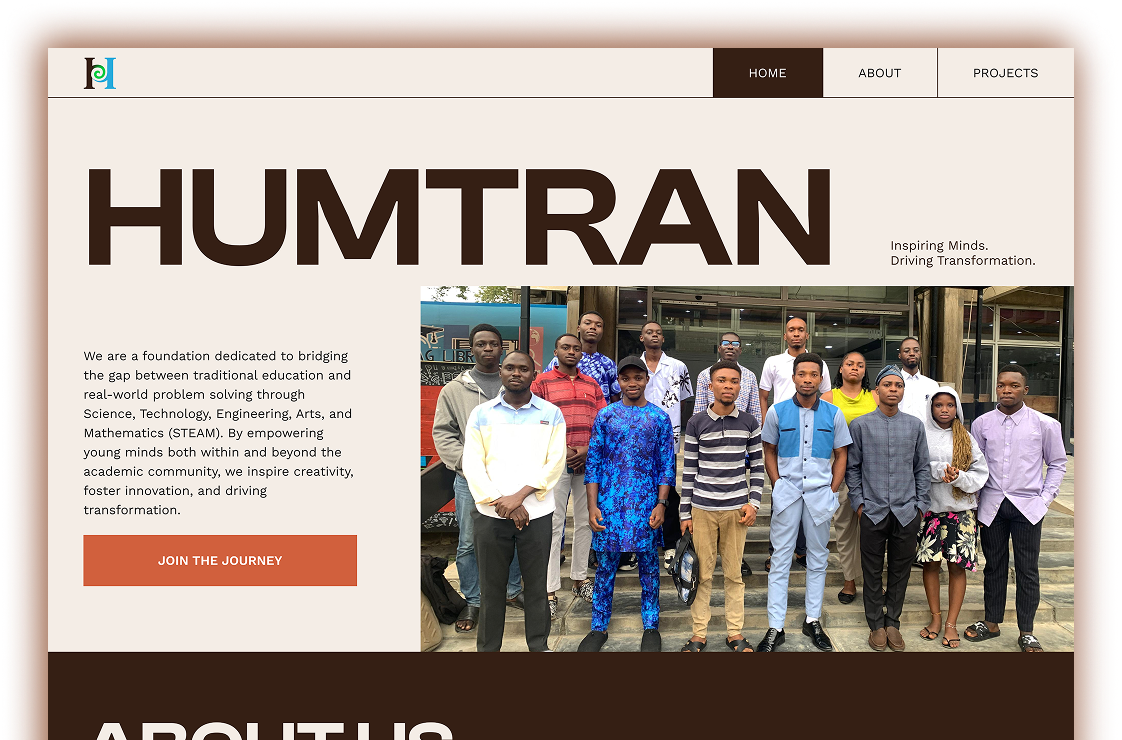 H
HOME
ABOUT
PROJECTS
HUMTRAN
Inspiring Minds.
Driving Transformation.
We are a foundation dedicated to bridging
the gap between traditional education and
real-world problem solving through
Science, Technology, Engineering, Arts, and
Mathematics (STEAM). By empowering
young minds both within and beyond the
academic community, we inspire creativity,
foster innovation, and driving
transformation.
JOIN THE JOURNEY
AG LIBR
ABOUT US